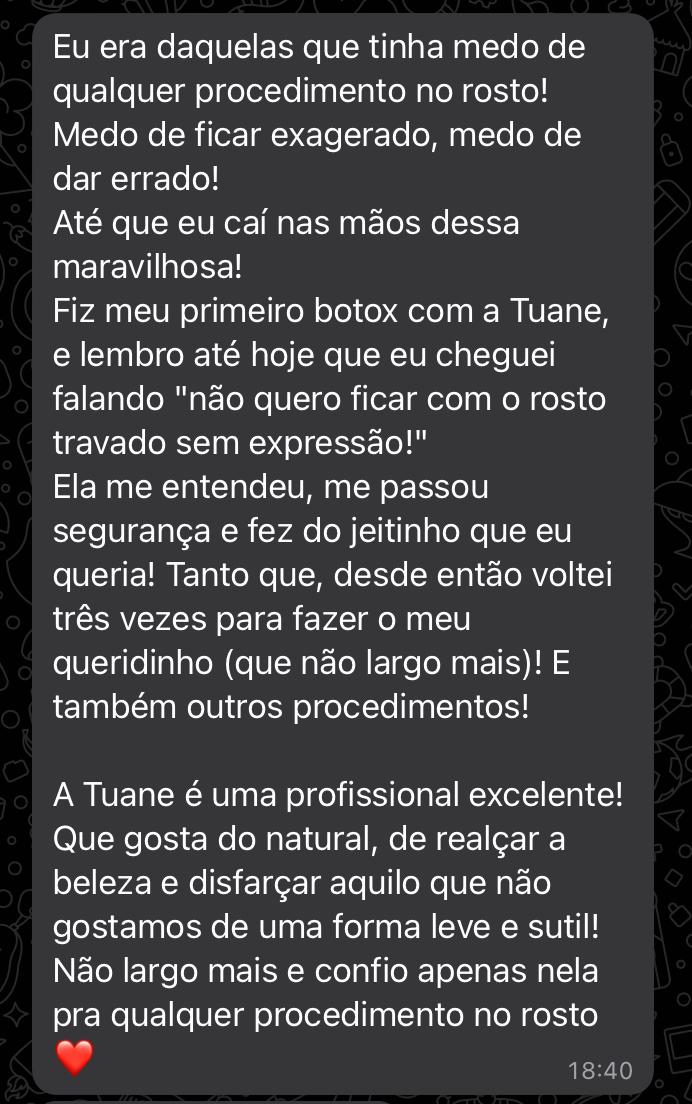 Eu era daquelas que tinha medo de
qualquer procedimento no rosto!
Medo de ficar exagerado, medo de
dar errado!
Até que eu caí nas mãos dessa
maravilhosa!
Fiz meu primeiro botox com a Tuane,
e lembro até hoje que eu cheguei
falando "não quero ficar com o rosto
travado sem expressão!"
Ela me entendeu, me passou
segurança e fez do jeitinho que eu
queria! Tanto que, desde então voltei
três vezes para fazer o meu
queridinho (que não largo mais)! E
também outros procedimentos!

A Tuane é uma profissional excelente!
Que gosta do natural, de realçar a
beleza e disfarçar aquilo que não
gostamos de uma forma leve e sutil!
Não largo mais e confio apenas nela
pra qualquer procedimento no rosto
❤️
18:40